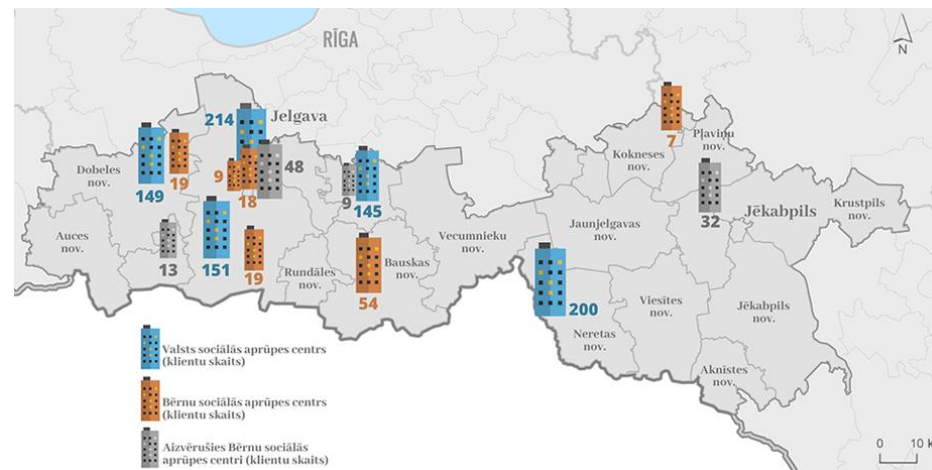 RĪGA
N
214
Jelgava
7
Pļaviņu
nov.
Kokneses
nov.
48
Dobeles
nov.
19
9
149
18
9
145
32
Jēkabpils
Krustpils
nov.
Jaunjelgavas
nov.
Auces
nov.
13
151
19
Rundāles
nov.
Bauskas
nov.
Vecumnieku
nov.
54
200
Neretas
nov.
Viesītes
nov.
Jēkabpils
nov.
Aknīstes
nov.
Valsts sociālās aprūpes centrs
(klientu skaits)
Bērnu sociālās aprūpes centrs
(klientu skaits)
Aizvērušies Bērnu sociālās
aprūpes centri (klientu skaits)
0 10 k